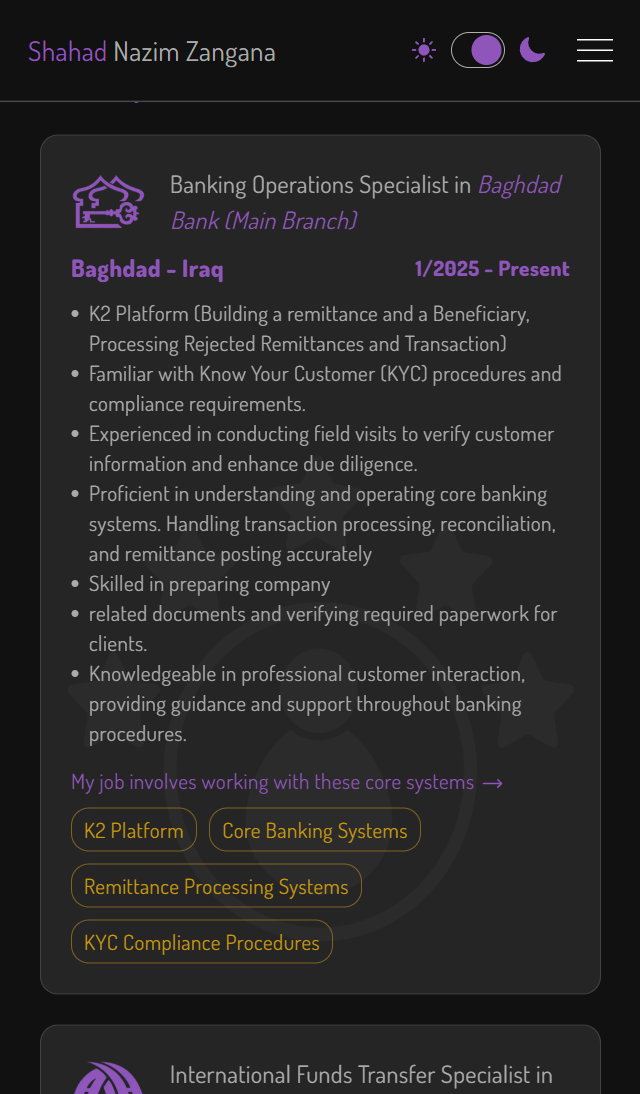 Shahad Nazim Zangana
Banking Operations Specialist in Baghdad
Bank (Main Branch)
Baghdad - Iraq
1/2025 - Present
• K2 Platform (Building a remittance and a Beneficiary,
Processing Rejected Remittances and Transaction)
• Familiar with Know Your Customer (KYC) procedures and
compliance requirements.
• Experienced in conducting field visits to verify customer
information and enhance due diligence.
• Proficient in understanding and operating core banking
systems. Handling transaction processing, reconciliation,
and remittance posting accurately
• Skilled in preparing company
• related documents and verifying required paperwork for
clients.
• Knowledgeable in professional customer interaction,
providing guidance and support throughout banking
procedures.
My job involves working with these core systems →
K2 Platform
Core Banking Systems
Remittance Processing Systems
KYC Compliance Procedures
International Funds Transfer Specialist in